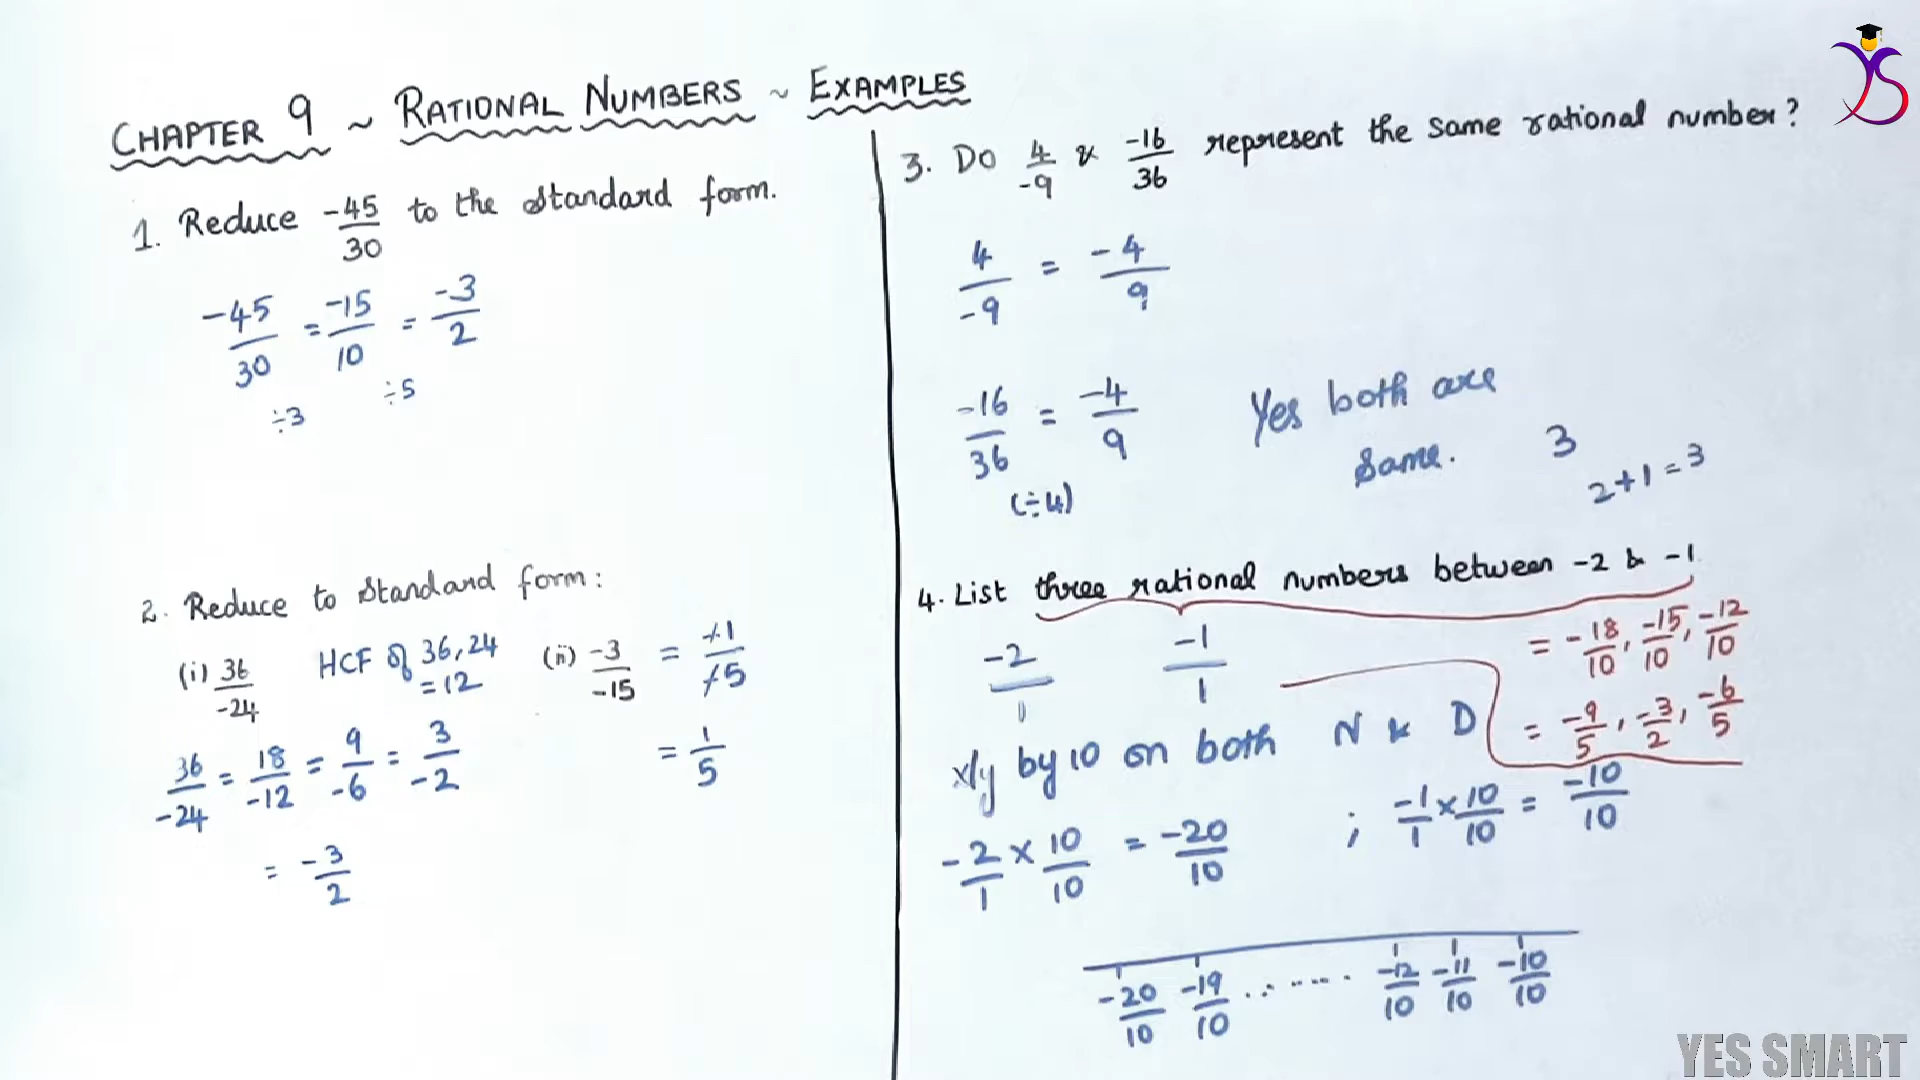 CHAPTER 9 ~ RATIONAL NUMBERS ~ EXAMPLES
1. Reduce -45/30 to the standard form.
-45/30 = -15/10 = -3/2
÷3 ÷5
2. Reduce to standard form:
(i) 36/-24 HCF of 36,24 = 12
36/-24 = 18/-12 = 9/-6 = 3/-2
= -3/2
(ii) -3/-15 = -1/-5
= 1/5
3. Do 4/-9 & -16/36 represent the same rational number?
4/-9 = -4/9
-16/36 = -4/9
(÷4)
Yes both are
same.
3
2+1=3
4. List three rational numbers between -2 & -1
-2/1 -1/1
= -18/10, -15/10, -12/10
= -9/5, -3/2, -6/5
x/y by 10 on both N & D
-2/1 × 10/10 = -20/10 ; -1/1 × 10/10 = -10/10
-20/10 -19/10 ....... -12/10 -11/10 -10/10
YS
YES SMART